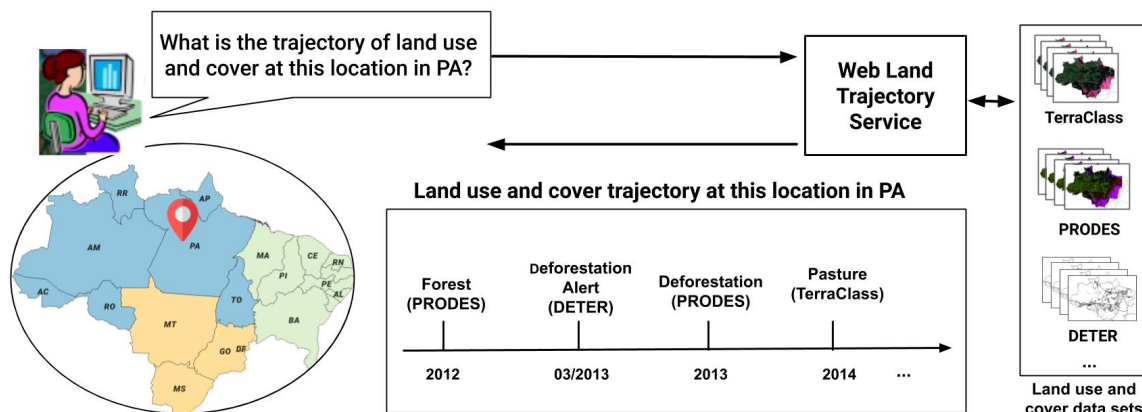 What is the trajectory of land use
and cover at this location in PA?
Web Land
Trajectory
Service
TerraClass
PRODES
DETER
...
Land use and
cover data sets
RR
AP
AM
PA
AC
RO
TO
MA
CE
RN
PI
PE
AL
BA
MT
GO
DF
MS
Land use and cover trajectory at this location in PA
Forest
(PRODES)
Deforestation
Alert
(DETER)
Deforestation
(PRODES)
Pasture
(TerraClass)
2012
03/2013
2013
2014
...